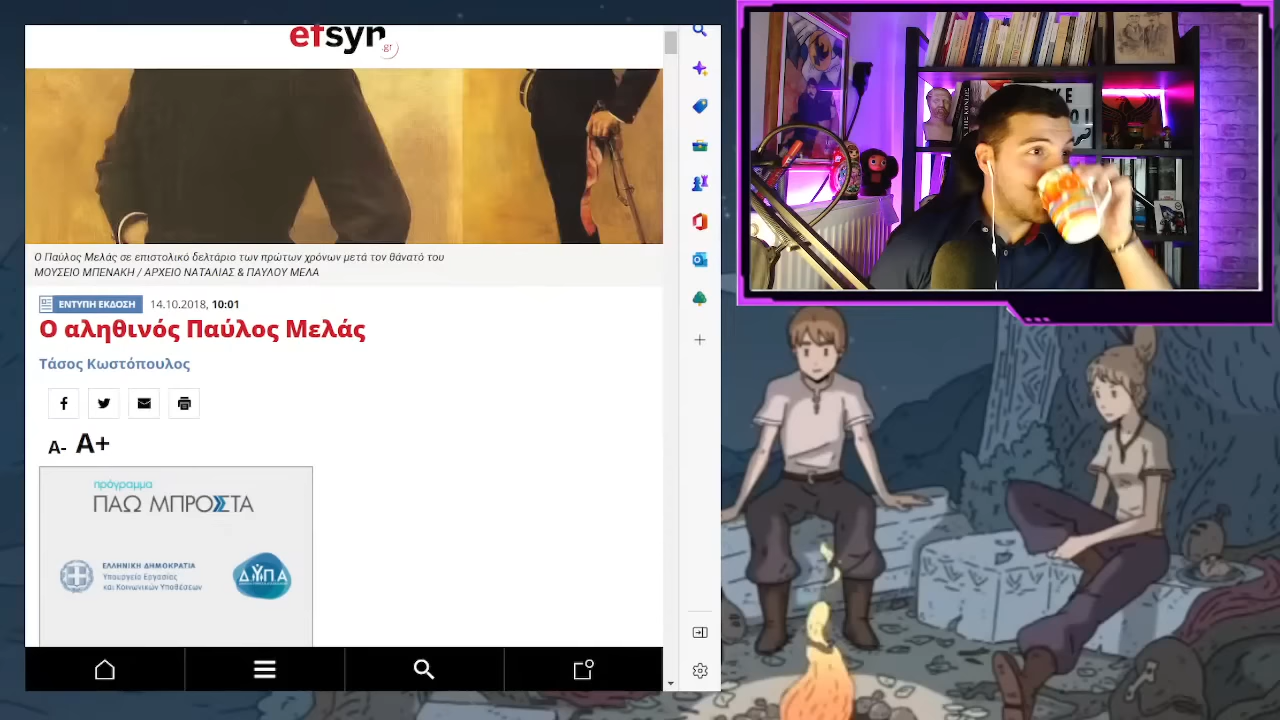 efsyn.gr
Ο Παύλος Μελάς σε επιστολικό δελτάριο των πρώτων χρόνων μετά τον θάνατό του
ΜΟΥΣΕΙΟ ΜΠΕΝΑΚΗ / ΑΡΧΕΙΟ ΝΑΤΑΛΙΑΣ & ΠΑΥΛΟΥ ΜΕΛΑ
ΕΝΤΥΠΗ ΕΚΔΟΣΗ 14.10.2018, 10:01
Ο αληθινός Παύλος Μελάς
Τάσος Κωστόπουλος
A- A+
πρόγραμμα
ΠΑΩ ΜΠΡΟΣΤΑ
ΕΛΛΗΝΙΚΗ ΔΗΜΟΚΡΑΤΙΑ
Υπουργείο Εργασίας
και Κοινωνικών Υποθέσεων
ΔΥΠΑ